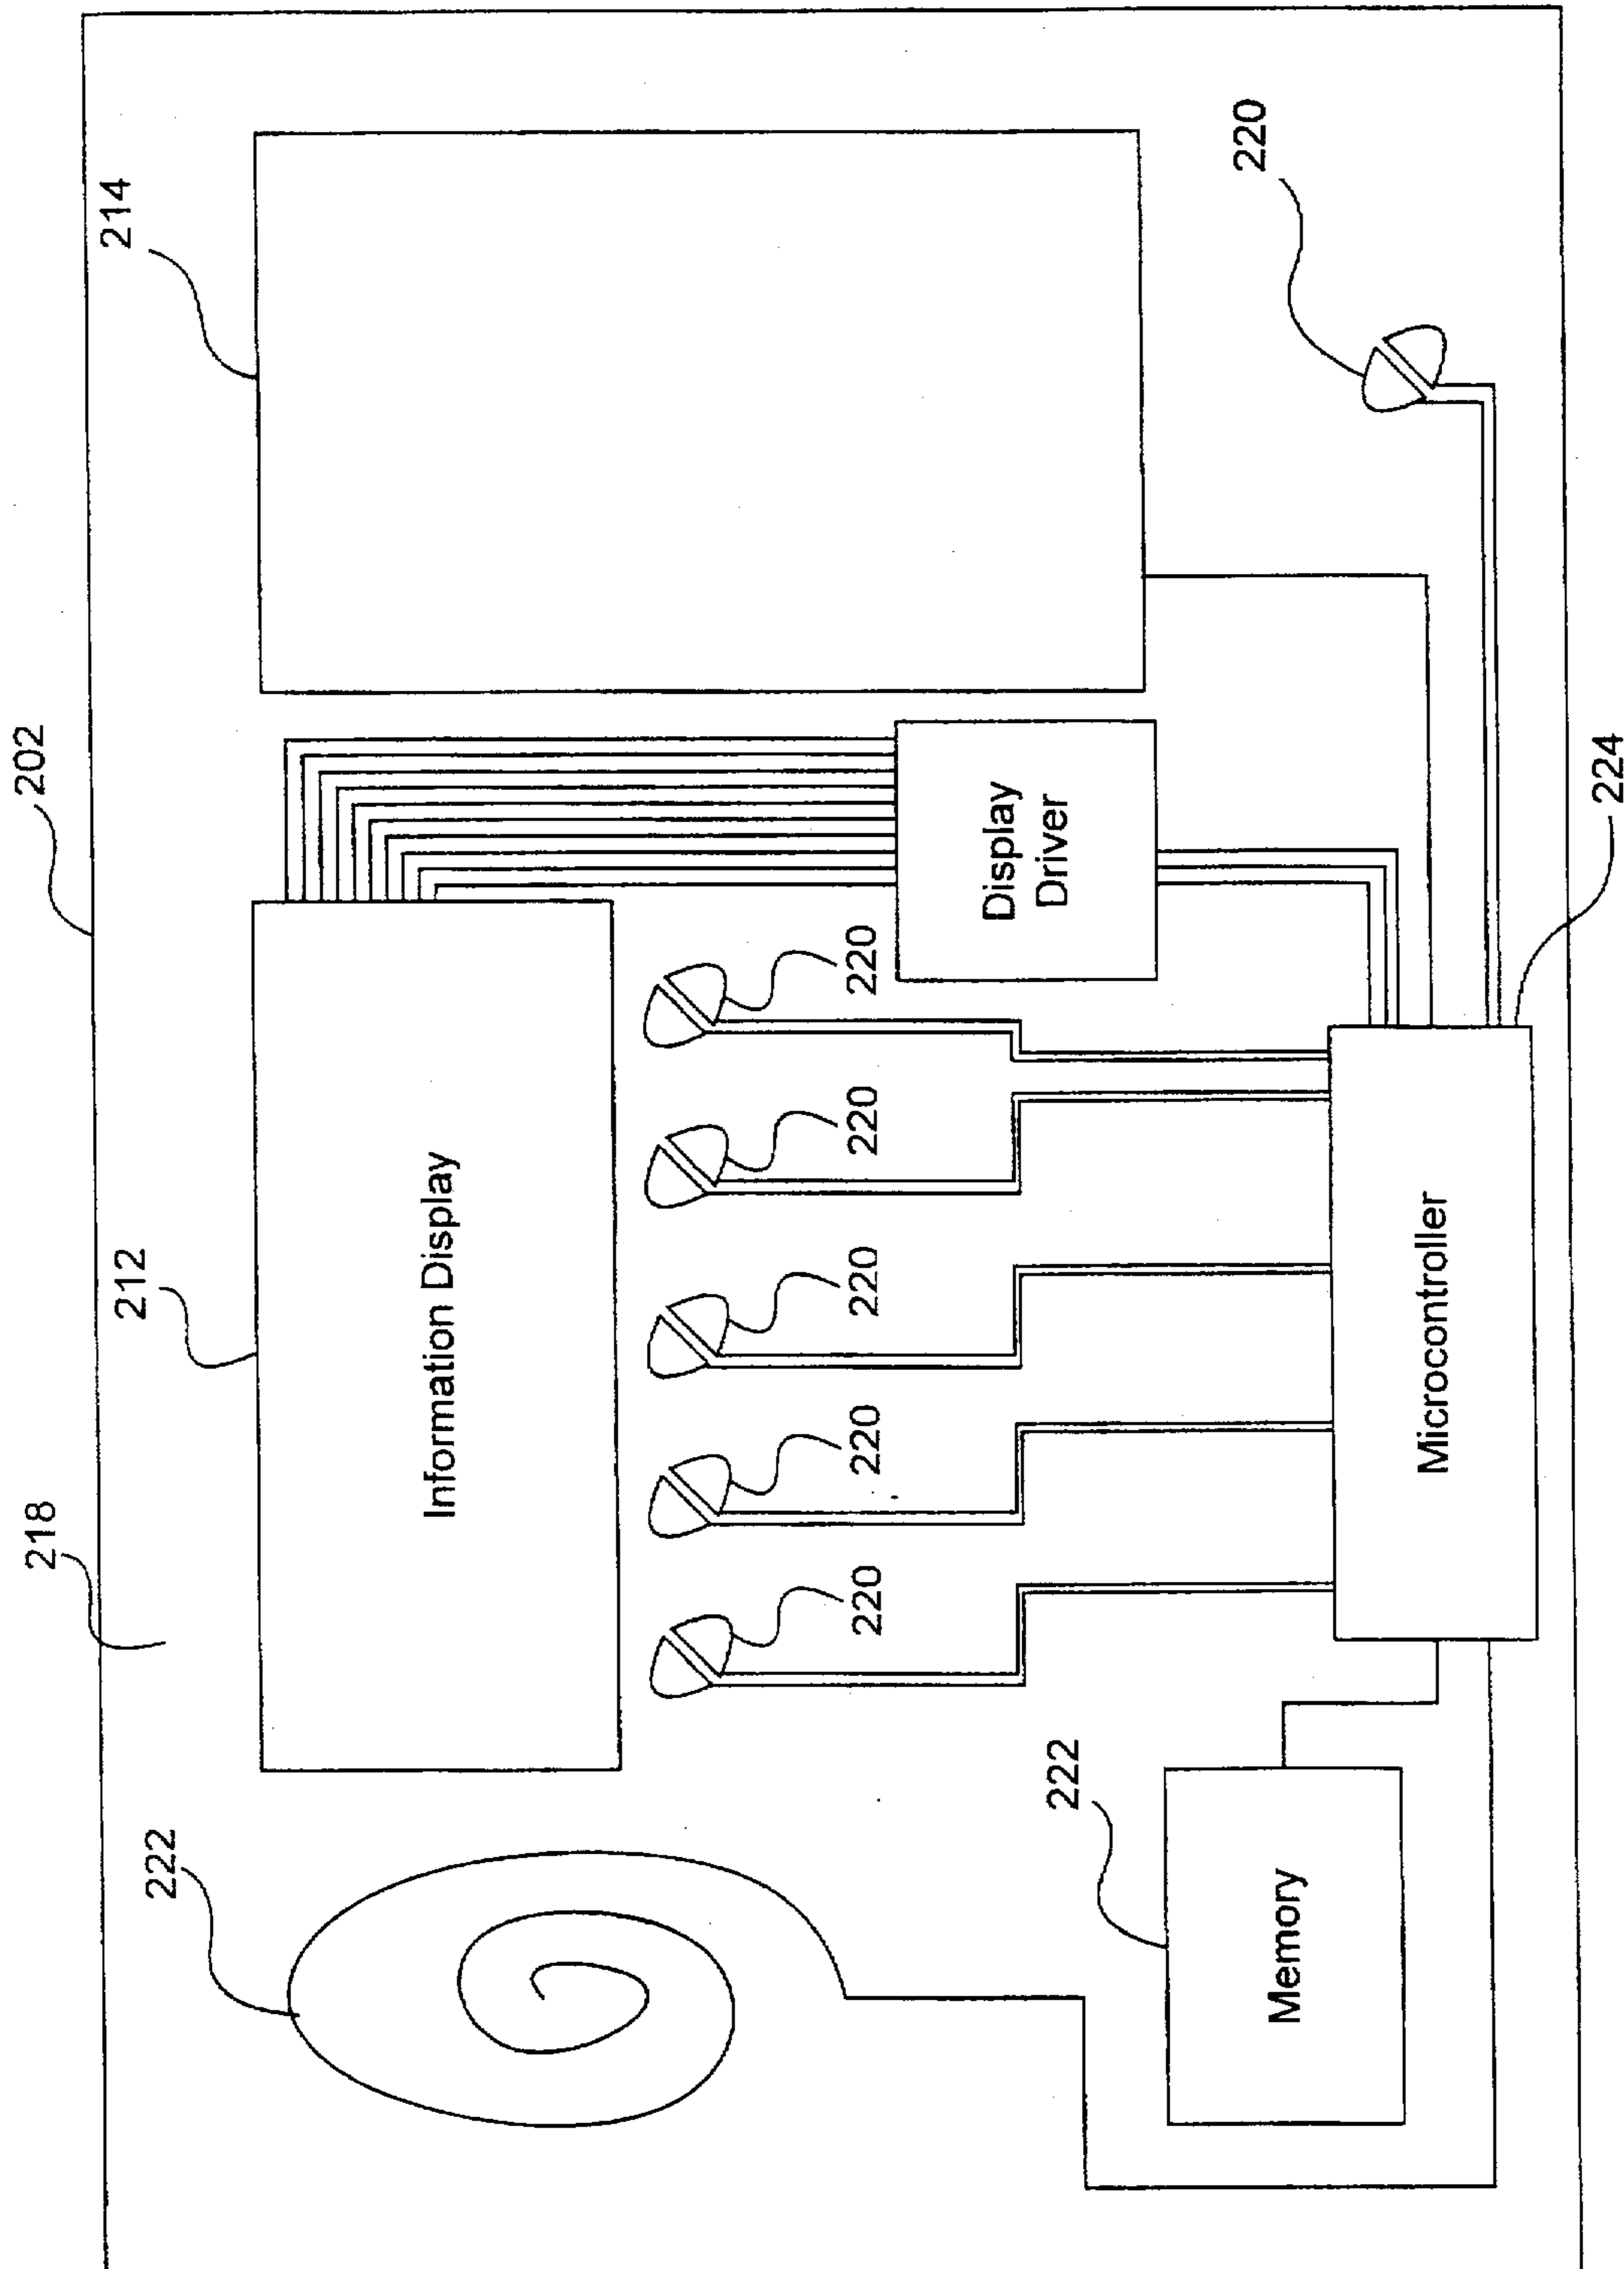 218
202
222
212
214
Information Display
220
220
220
220
220
Display
Driver
222
220
Memory
Microcontroller
224